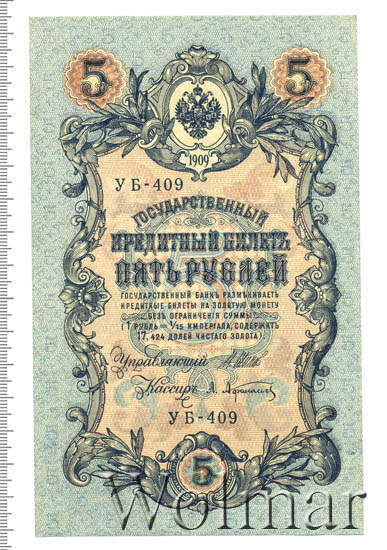 5 5
1909
УБ-409
ГОСУДАРСТВЕННЫЙ
КРЕДИТНЫЙ БИЛЕТЪ
ПЯТЬ РУБЛЕЙ
ГОСУДАРСТВЕННЫЙ БАНКЪ РАЗМѢНИВАЕТЪ
КРЕДИТНЫЕ БИЛЕТЫ НА ЗОЛОТУЮ МОНЕТУ
БЕЗЪ ОГРАНИЧЕНІЯ СУММЫ
(1 РУБЛЬ = 1/15 ИМПЕРІАЛА, СОДЕРЖИТЪ
17,424 ДОЛЕЙ ЧИСТАГО ЗОЛОТА).
Управляющій
Кассиръ
УБ-409
5
Wolmar